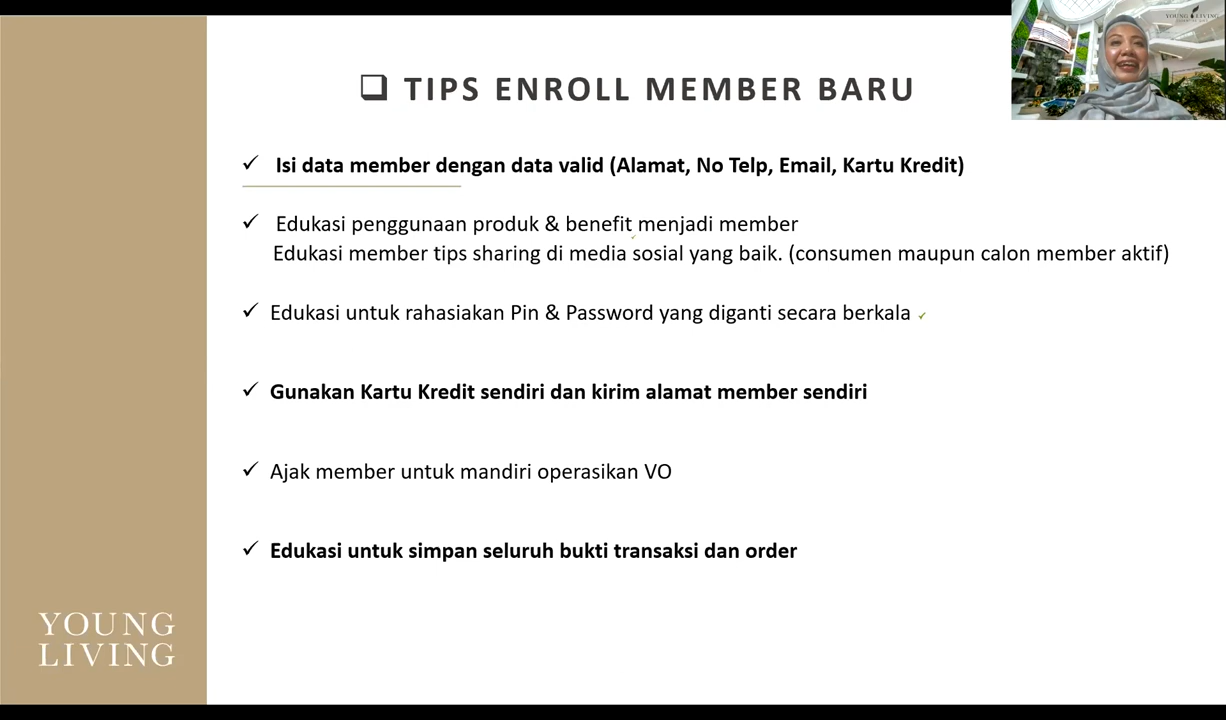 YOUNG LIVING
TIPS ENROLL MEMBER BARU
Isi data member dengan data valid (Alamat, No Telp, Email, Kartu Kredit)
Edukasi penggunaan produk & benefit menjadi member
Edukasi member tips sharing di media sosial yang baik. (consumen maupun calon member aktif)
Edukasi untuk rahasiakan Pin & Password yang diganti secara berkala
Gunakan Kartu Kredit sendiri dan kirim alamat member sendiri
Ajak member untuk mandiri operasikan VO
Edukasi untuk simpan seluruh bukti transaksi dan order
YOUNG
LIVING